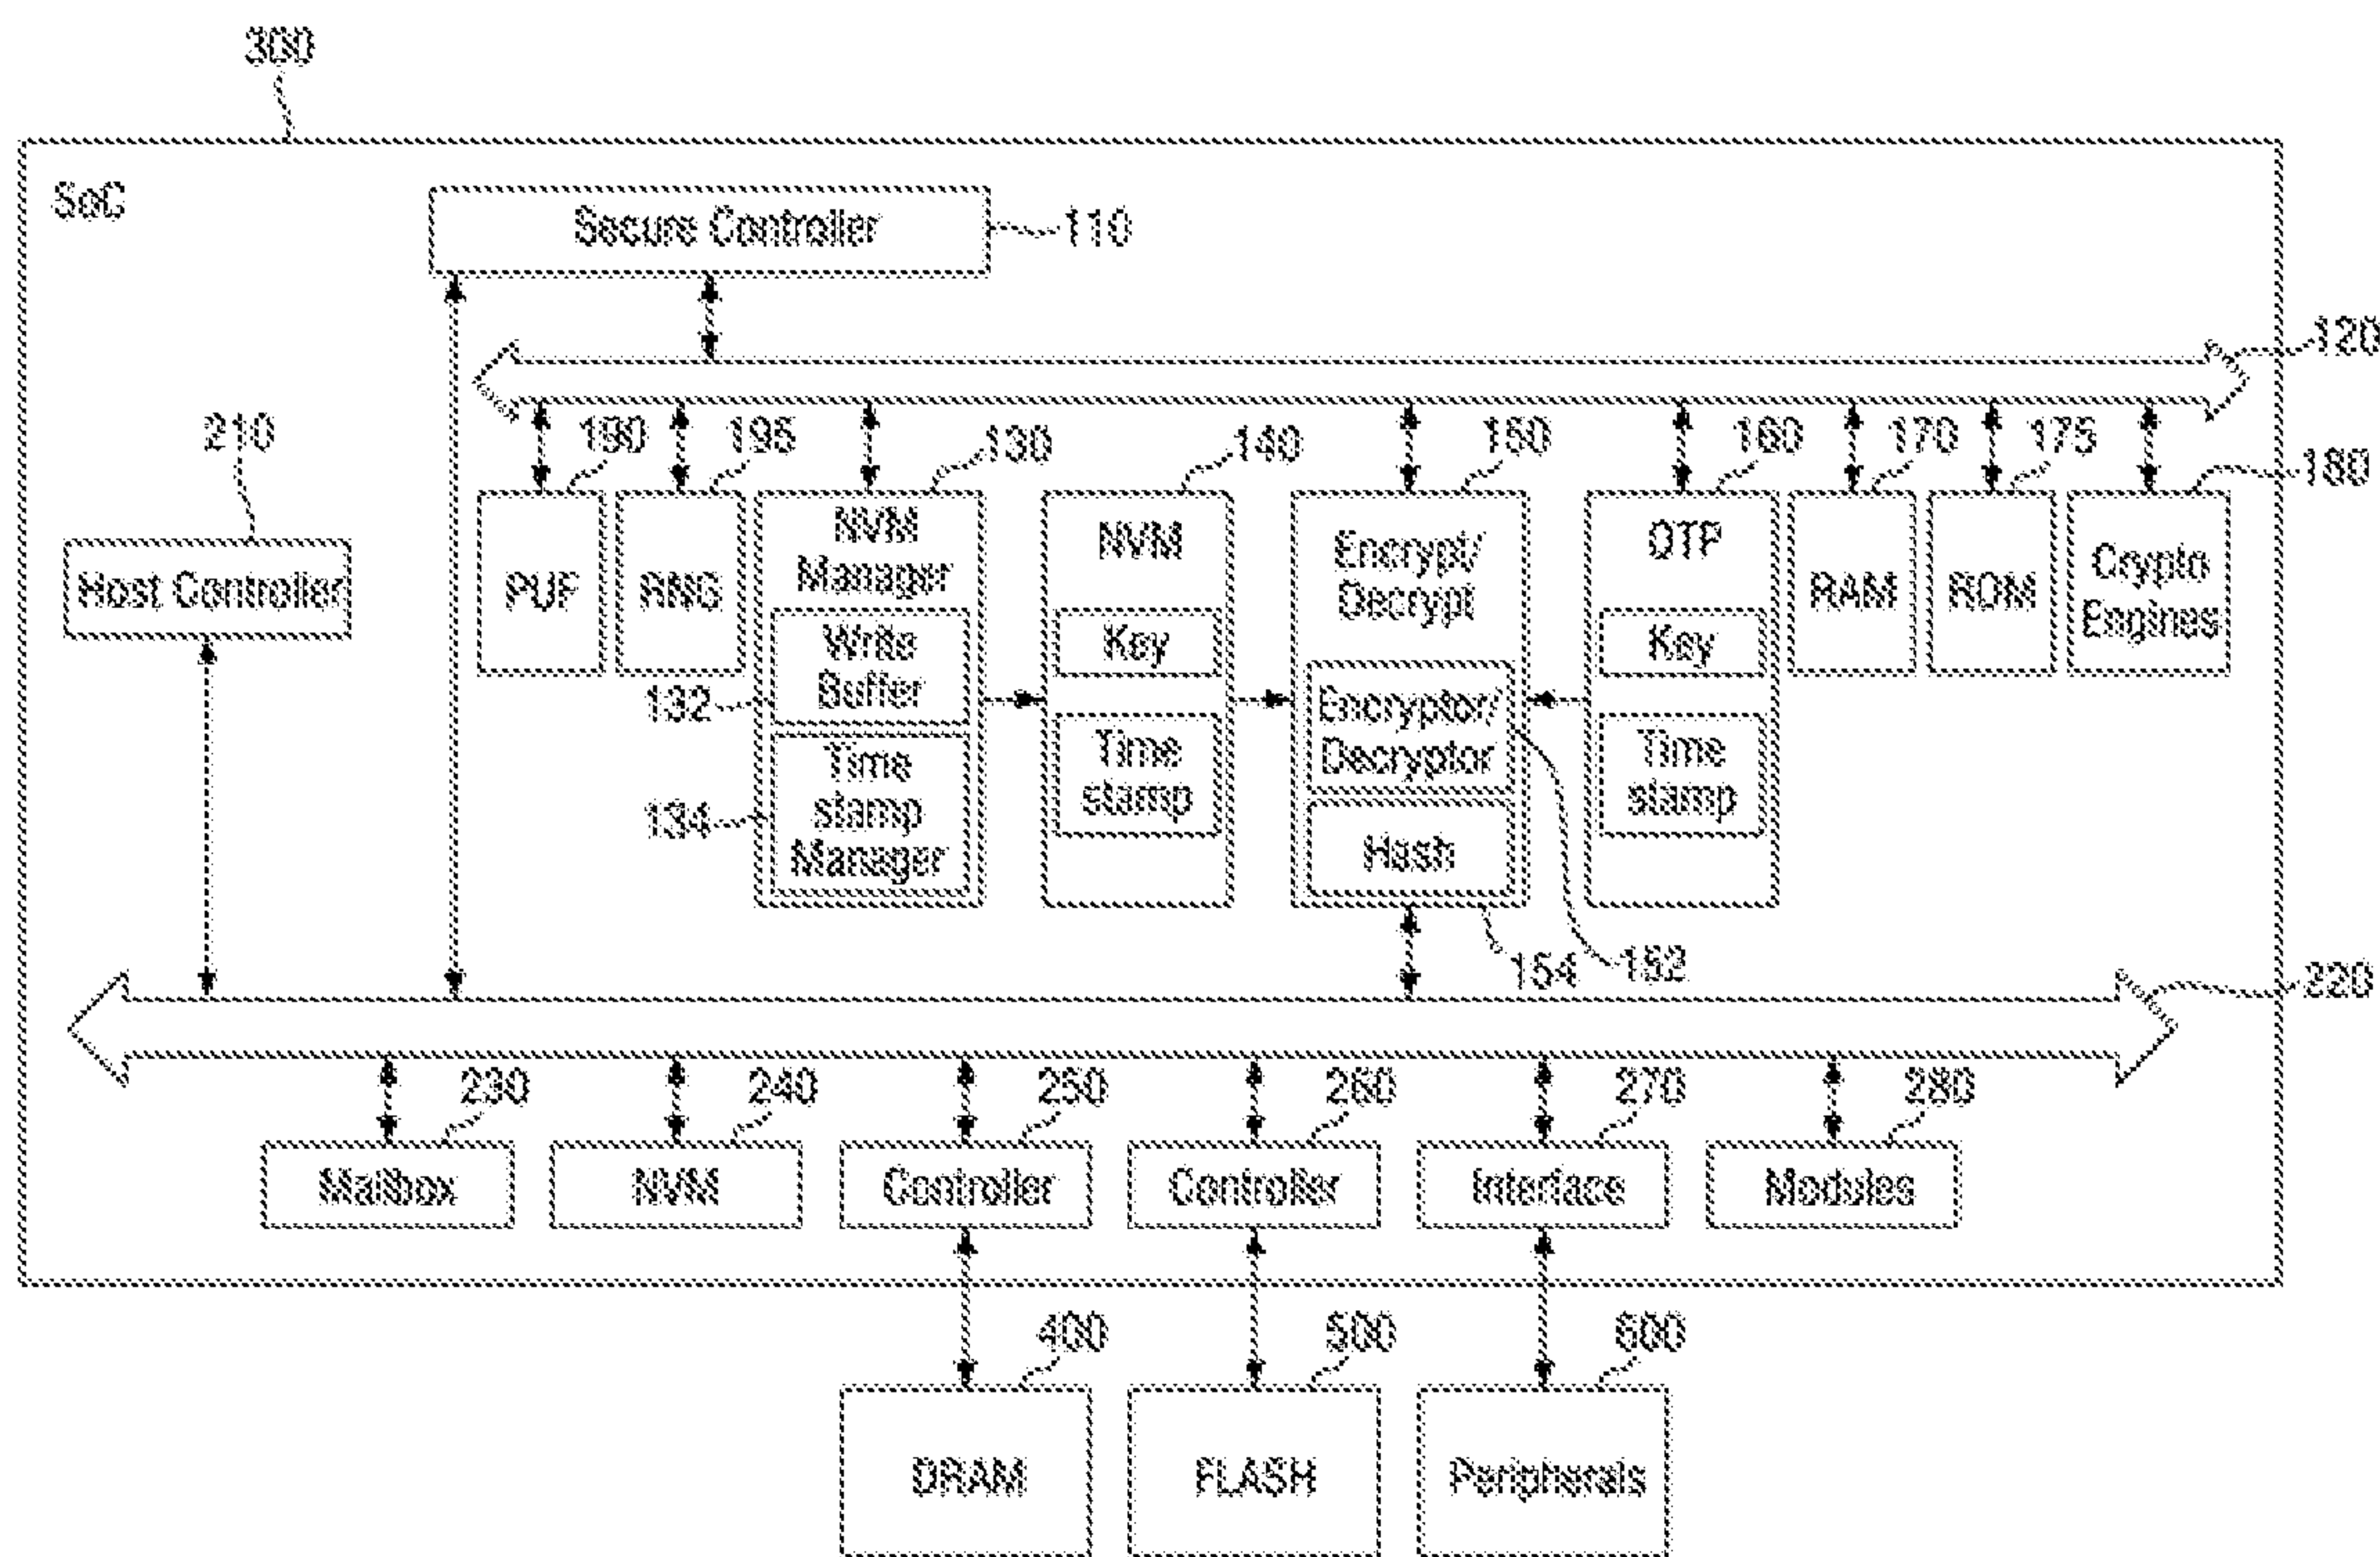 300
SoC
Secure Controller
110
120
210
190
195
130
140
150
160
170
175
180
Host Controller
PUF
RNG
NVM
Manager
Write
Buffer
Time
stamp
Manager
132
134
NVM
Key
Time
stamp
Encrypt/
Decrypt
Encryptor/
Decryptor
Hash
OTP
Key
Time
stamp
RAM
ROM
Crypto
Engines
154
152
220
230
240
250
260
270
280
Mailbox
NVM
Controller
Controller
Interface
Modules
400
500
600
DRAM
FLASH
Peripherals